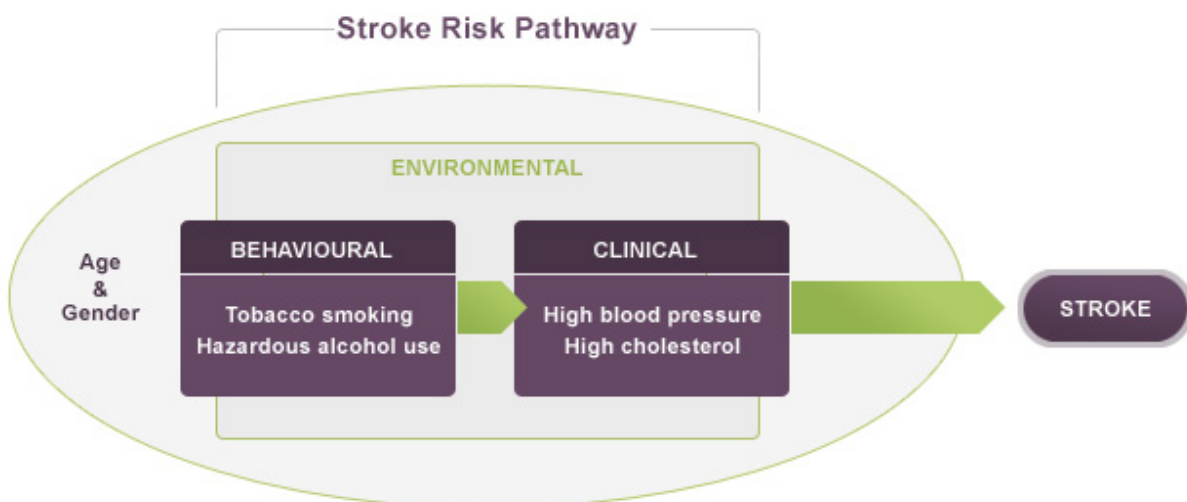 Stroke Risk Pathway
ENVIRONMENTAL
Age
&
Gender
BEHAVIOURAL
Tobacco smoking
Hazardous alcohol use
CLINICAL
High blood pressure
High cholesterol
STROKE